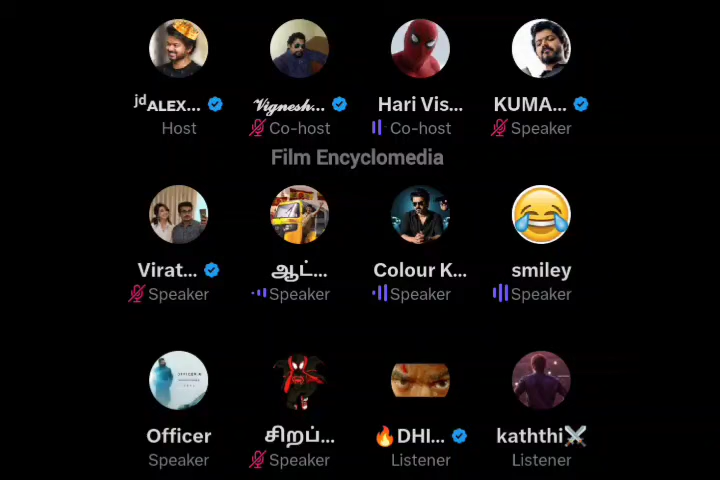 ʲᵈALEX... 𝓥𝓲𝓰𝓷𝓮𝓼𝓱... Hari Vis... KUMA...
Host Co-host Co-host Speaker
Film Encyclomedia
Virat... ஆட்... Colour K... smiley
Speaker Speaker Speaker Speaker
Officer சிறப்... 🔥DHI... kaththi⚔️
Speaker Speaker Listener Listener